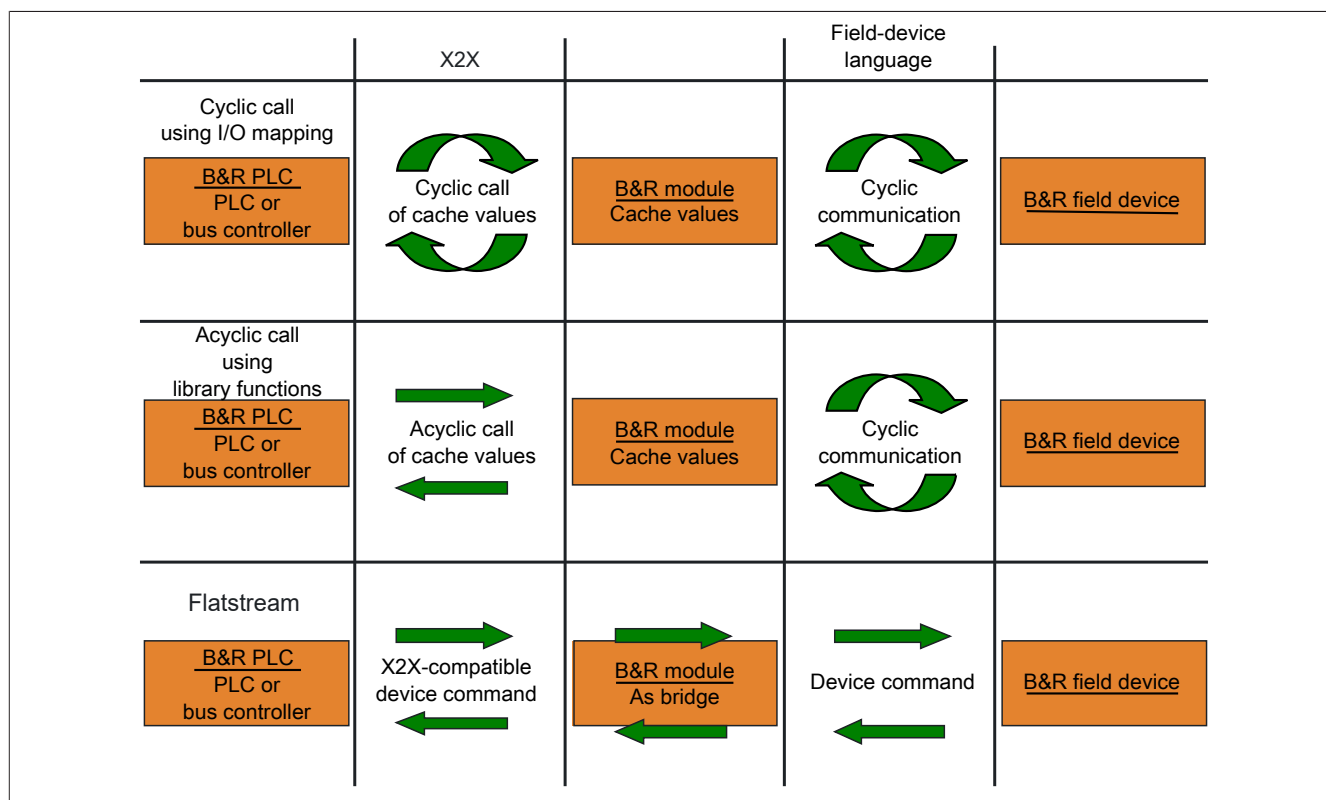 X2X
Field-device
language
Cyclic call
using I/O mapping
B&R PLC
PLC or
bus controller
Cyclic call
of cache values
B&R module
Cache values
Cyclic
communication
B&R field device
Acyclic call
using
library functions
B&R PLC
PLC or
bus controller
Acyclic call
of cache values
B&R module
Cache values
Cyclic
communication
B&R field device
Flatstream
B&R PLC
PLC or
bus controller
X2X-compatible
device command
B&R module
As bridge
Device command
B&R field device